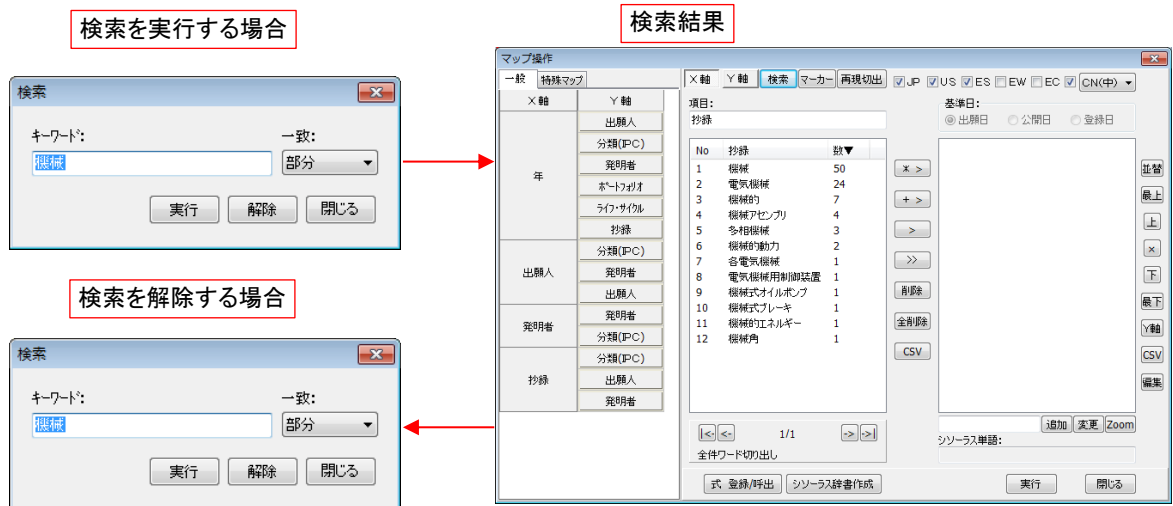 検索を実行する場合
検索
キーワード:
一致:
機械
部分
実行 解除 閉じる
検索を解除する場合
検索
キーワード:
一致:
機械
部分
実行 解除 閉じる
検索結果
マップ操作
一般 特殊マップ
X軸 Y軸
年
出願人
分類(IPC)
発明者
ポートフォリオ
ライフ・サイクル
抄録
出願人
分類(IPC)
発明者
出願人
発明者
発明者
分類(IPC)
抄録
分類(IPC)
出願人
発明者
X軸 Y軸 検索 マーカー 再現切出 JP US ES EW EC CN(中)
項目:
抄録
基準日:
出願日 公開日 登録日
No 抄録 数▼
1 機械 50
2 電気機械 24
3 機械的 7
4 機械アセンブリ 4
5 多相機械 3
6 機械的動力 2
7 各電気機械 1
8 電気機械用制御装置 1
9 機械式オイルポンプ 1
10 機械式ブレーキ 1
11 機械的エネルギー 1
12 機械角 1
* >
+ >
>
>>
削除
全削除
CSV
並替
最上
上
×
下
最下
Y軸
CSV
編集
|<- <- 1/1 -> ->|
全件ワード切り出し
追加 変更 Zoom
シソーラス単語:
式 登録/呼出 シソーラス辞書作成 実行 閉じる